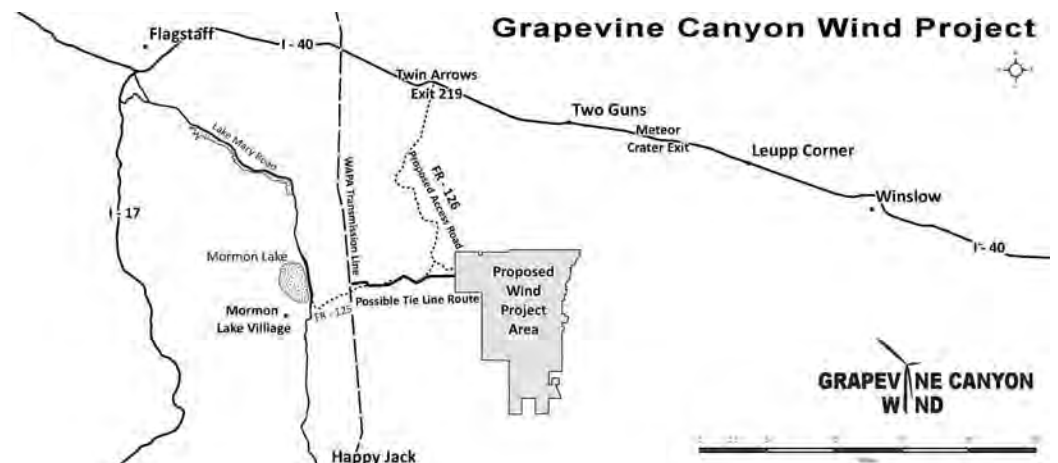 Grapevine Canyon Wind Project
Flagstaff
I - 40
Twin Arrows
Exit 219
Two Guns
Meteor
Crater Exit
Leupp Corner
Winslow
I - 40
Lake Mary Road
WAPA Transmission Line
FR - 126
Proposed Access Road
I - 17
Mormon Lake
Mormon
Lake Villiage
FR - 125
Possible Tie Line Route
Proposed
Wind
Project
Area
GRAPEVINE CANYON
WIND
Happy Jack